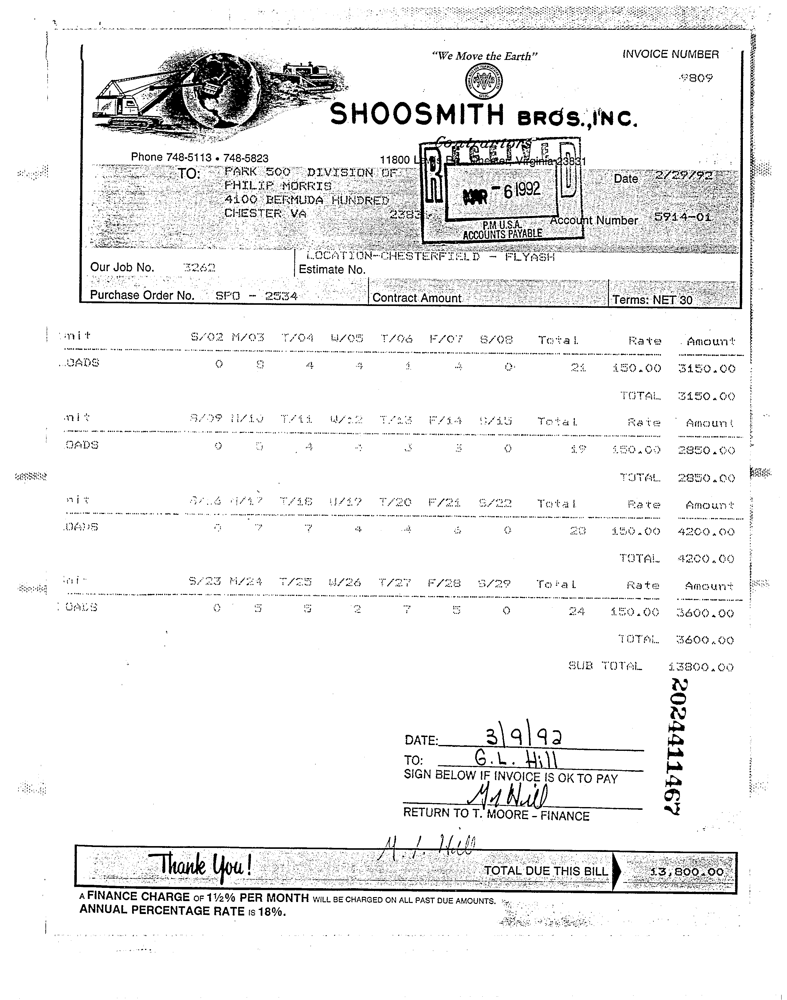 "We Move the Earth"
INVOICE NUMBER
9809
SHOOSMITH BROS., INC.
Contractors
Phone 748-5113 • 748-5823
11800 Chester, Virginia 23831
RECEIVED
MAR - 6 1992
P.M U.S.A.
ACCOUNTS PAYABLE
TO: PARK 500 DIVISION OF
PHILIP MORRIS
4100 BERMUDA HUNDRED
CHESTER VA
Date 2/29/92
Account Number 5914-01
LOCATION-CHESTERFIELD - FLYASH
Our Job No. 3262
Estimate No.
Purchase Order No. SPO - 2534
Contract Amount
Terms: NET 30
nit S/02 M/03 T/04 W/05 T/06 F/07 S/08 Total Rate Amount
OADS 0 8 4 4 1 4 0 21 150.00 3150.00
TOTAL 3150.00
nit S/09 M/10 T/11 W/12 T/13 F/14 S/15 Total Rate Amount
OADS 0 5 4 4 3 3 0 19 150.00 2850.00
TOTAL 2850.00
nit S/16 M/17 T/18 W/19 T/20 F/21 S/22 Total Rate Amount
OADS 0 7 7 4 4 6 0 28 150.00 4200.00
TOTAL 4200.00
nit S/23 M/24 T/25 W/26 T/27 F/28 S/29 Total Rate Amount
OADS 0 5 5 2 7 5 0 24 150.00 3600.00
TOTAL 3600.00
SUB TOTAL 13800.00
2024411467
DATE: 3/9/92
TO: G.L. Hill
SIGN BELOW IF INVOICE IS OK TO PAY
RETURN TO T. MOORE - FINANCE
Thank You!
TOTAL DUE THIS BILL 13,800.00
A FINANCE CHARGE OF 1½% PER MONTH WILL BE CHARGED ON ALL PAST DUE AMOUNTS.
ANNUAL PERCENTAGE RATE IS 18%.